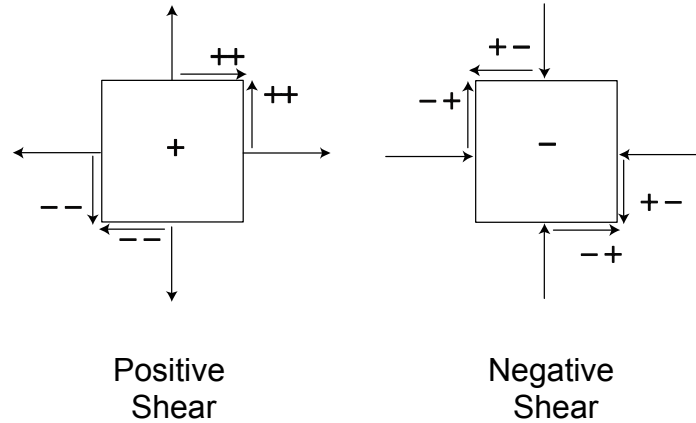 ++
+ -
++
- +
+
-
- -
+ -
- -
- +
Positive
Shear
Negative
Shear